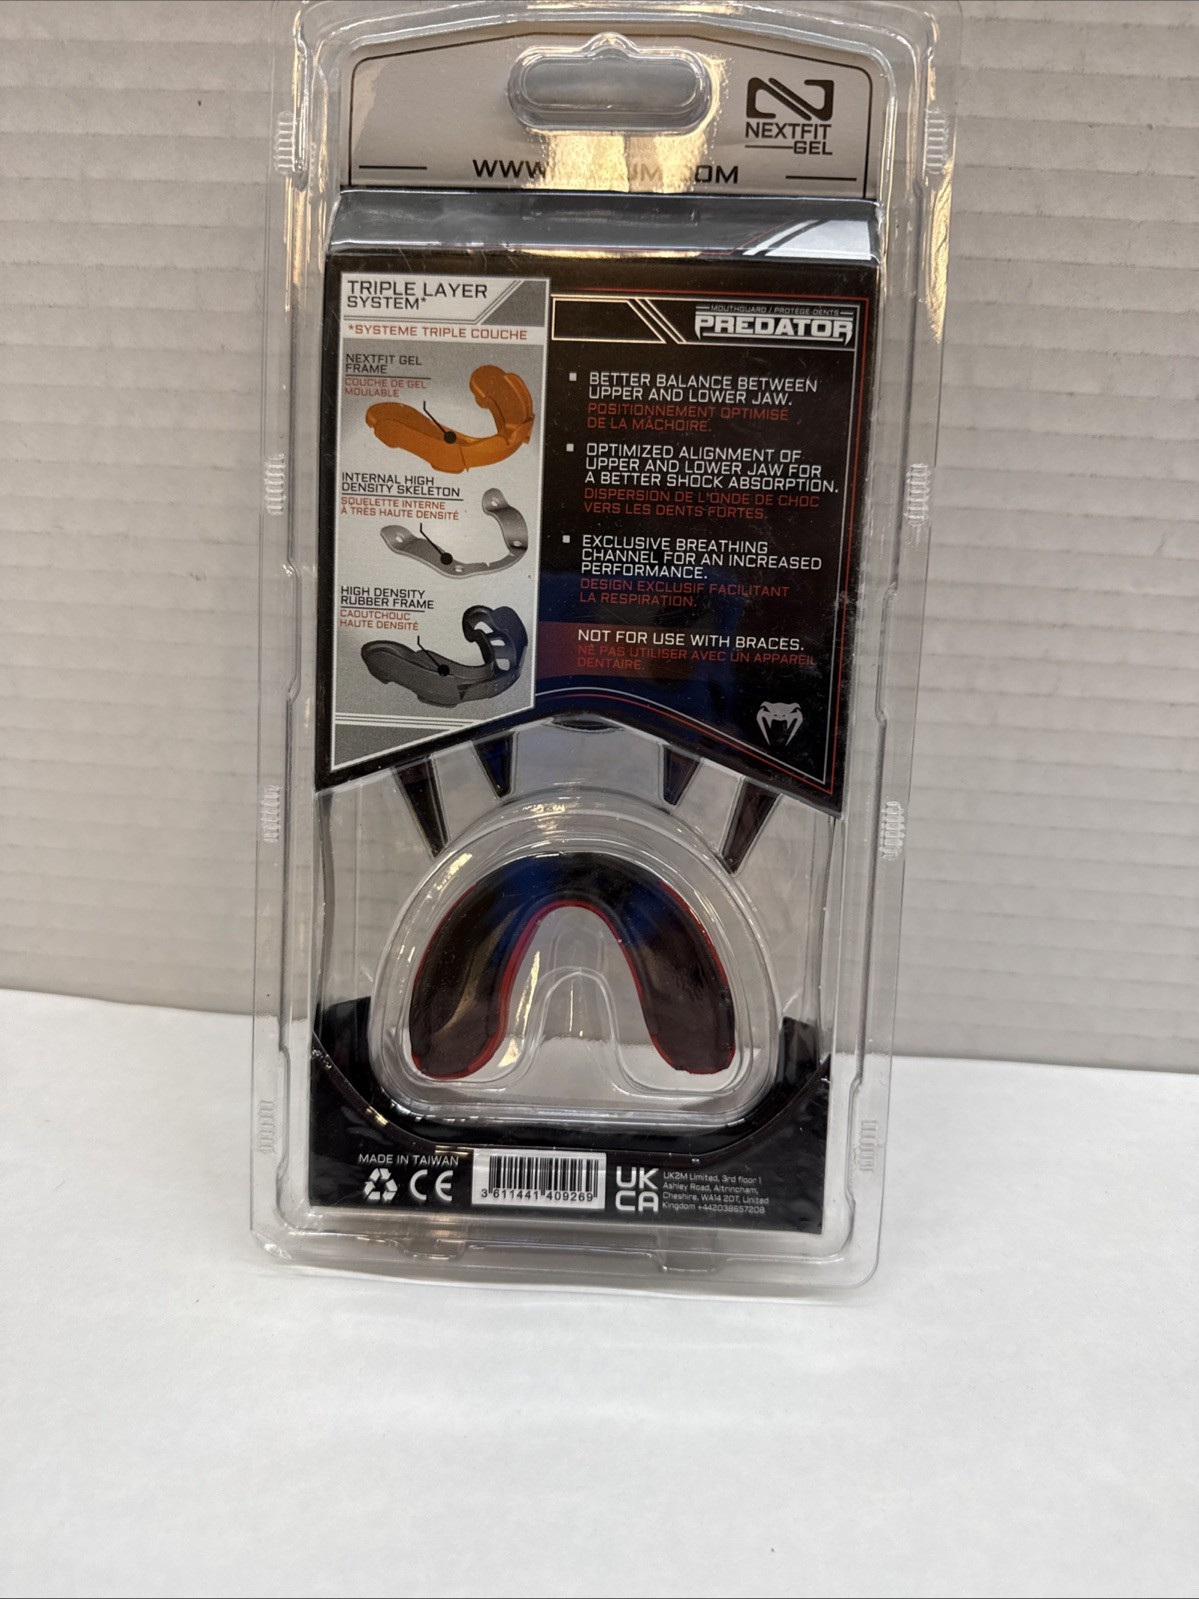 NEXTFIT
GEL
TRIPLE LAYER
SYSTEM*
*SYSTEME TRIPLE COUCHE
NEXTFIT GEL
FRAME
COUCHE DE GEL
MOULABLE
INTERNAL HIGH
DENSITY SKELETON
SQUELETTE INTERNE
À TRÈS HAUTE DENSITÉ
HIGH DENSITY
RUBBER FRAME
CAOUTCHOUC
HAUTE DENSITÉ
MOUTHGUARD / PROTÈGE-DENTS
PREDATOR
BETTER BALANCE BETWEEN
UPPER AND LOWER JAW.
POSITIONNEMENT OPTIMISÉ
DE LA MÂCHOIRE.
OPTIMIZED ALIGNMENT OF
UPPER AND LOWER JAW FOR
A BETTER SHOCK ABSORPTION.
DISPERSION DE L'ONDE DE CHOC
VERS LES DENTS FORTES.
EXCLUSIVE BREATHING
CHANNEL FOR AN INCREASED
PERFORMANCE.
DESIGN EXCLUSIF FACILITANT
LA RESPIRATION.
NOT FOR USE WITH BRACES.
NE PAS UTILISER AVEC UN APPAREIL
DENTAIRE.
MADE IN TAIWAN
CE
3 611441 409269
UK
CA
UK2M Limited, 3rd floor 1
Ashley Road, Altrincham,
Cheshire, WA14 2DT, United
Kingdom +442038657208